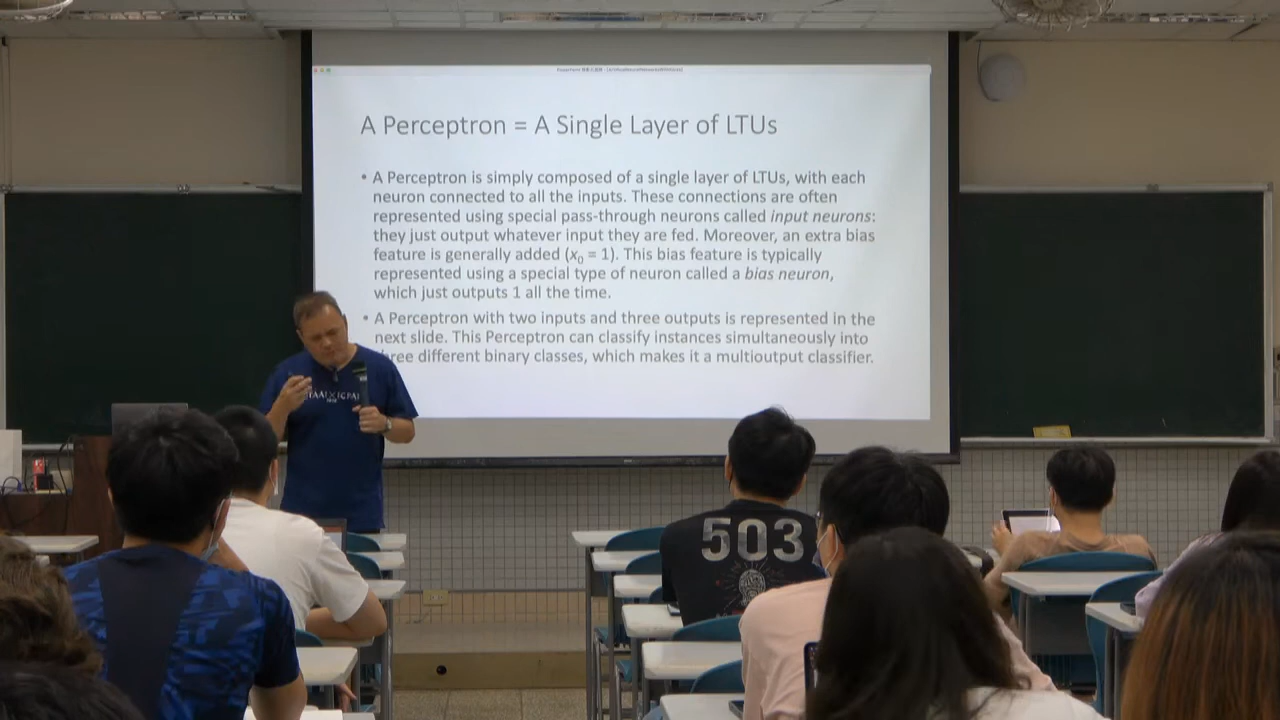 A Perceptron = A Single Layer of LTUs
• A Perceptron is simply composed of a single layer of LTUs, with each
neuron connected to all the inputs. These connections are often
represented using special pass-through neurons called input neurons:
they just output whatever input they are fed. Moreover, an extra bias
feature is generally added (x₀ = 1). This bias feature is typically
represented using a special type of neuron called a bias neuron,
which just outputs 1 all the time.
• A Perceptron with two inputs and three outputs is represented in the
next slide. This Perceptron can classify instances simultaneously into
three different binary classes, which makes it a multioutput classifier.
503